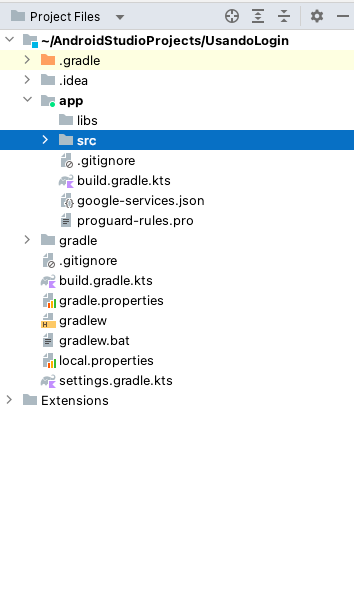 Project Files
~/AndroidStudioProjects/UsandoLogin
.gradle
.idea
app
libs
src
.gitignore
build.gradle.kts
google-services.json
proguard-rules.pro
gradle
.gitignore
build.gradle.kts
gradle.properties
gradlew
gradlew.bat
local.properties
settings.gradle.kts
Extensions